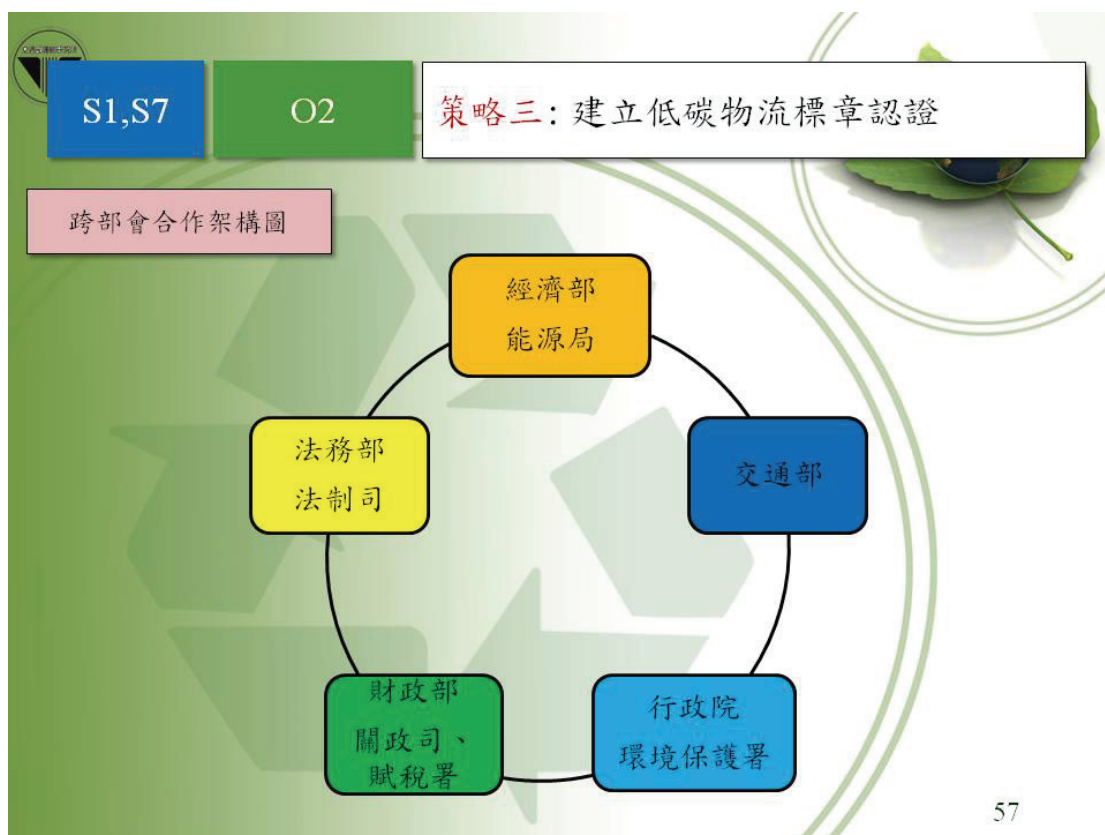 S1,S7
O2
策略三: 建立低碳物流標章認證
跨部會合作架構圖
經濟部
能源局
法務部
法制司
交通部
財政部
關政司、
賦稅署
行政院
環境保護署
57